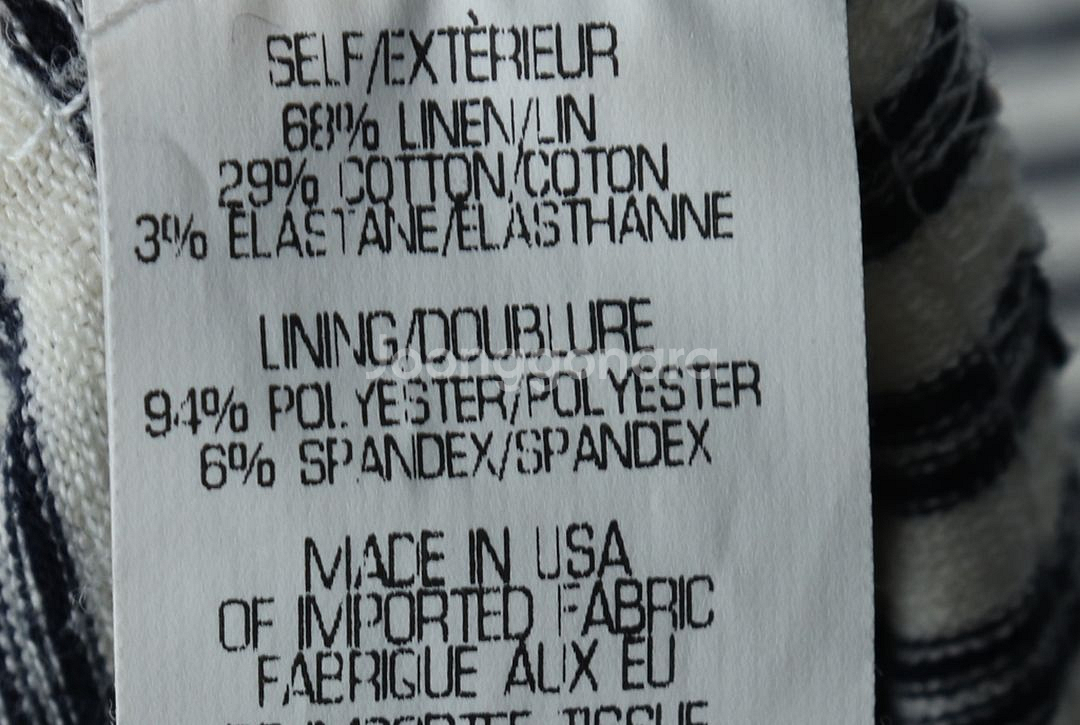 SELF/EXTÈRIEUR
68% LINEN/LIN
29% COTTON/COTON
3% ELASTANE/ELASTHANNE
LINING/DOUBLURE
Joonggonara
94% POLYESTER/POLYESTER
6% SPANDEX/SPANDEX
MADE IN USA
OF IMPORTED FABRIC
FABRIGUE AUX EU